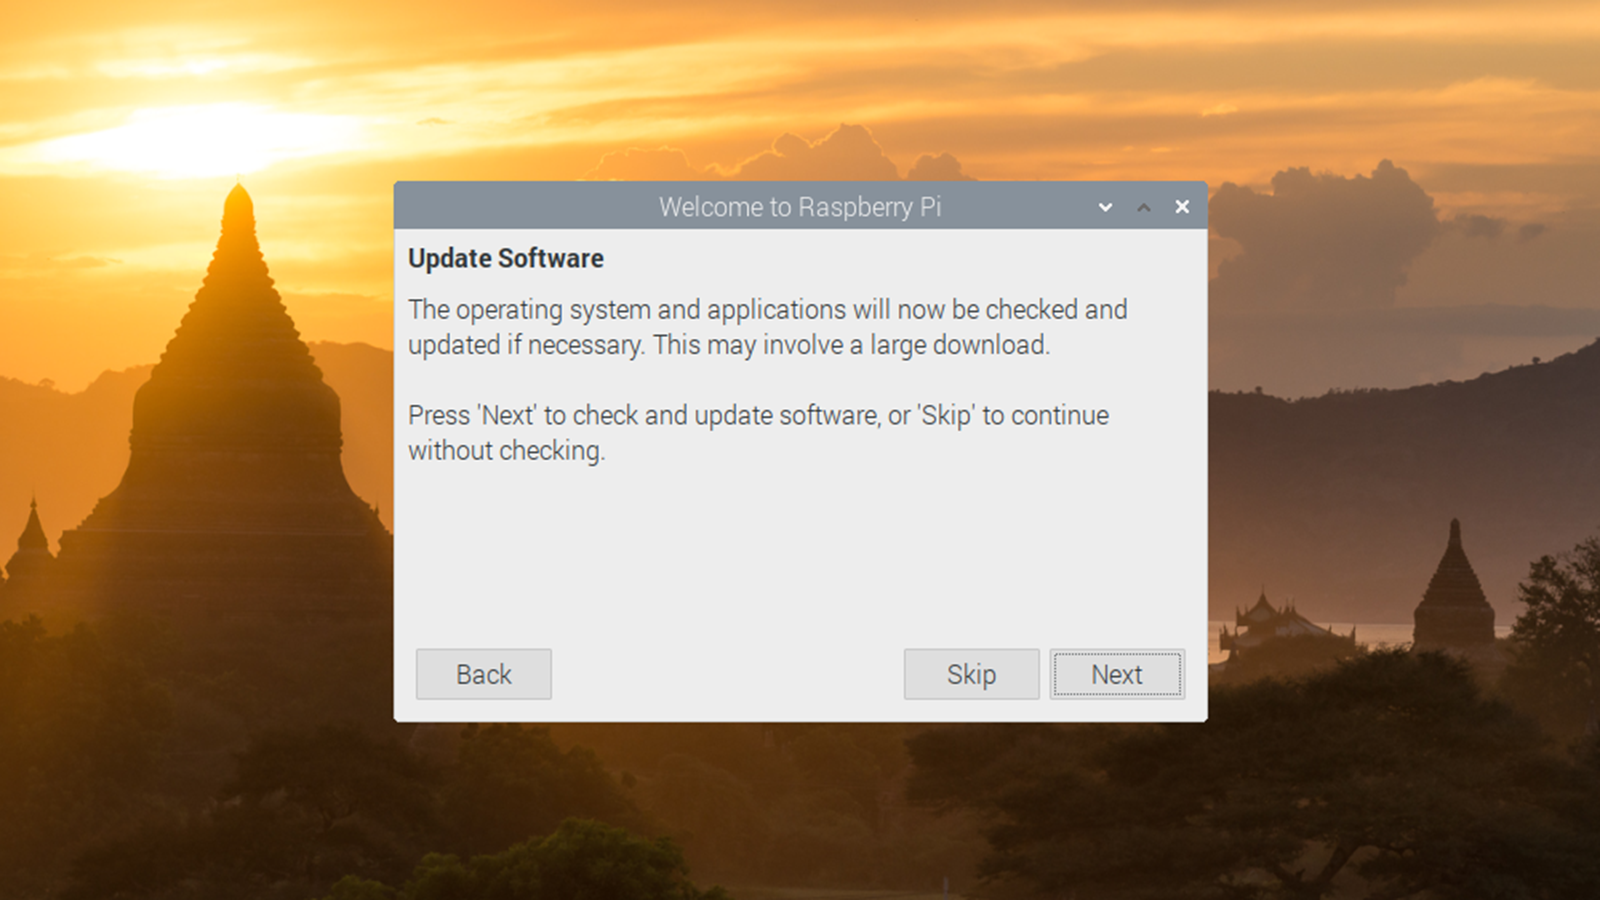 Welcome to Raspberry Pi
Update Software
The operating system and applications will now be checked and
updated if necessary. This may involve a large download.
Press 'Next' to check and update software, or 'Skip' to continue
without checking.
Back
Skip
Next